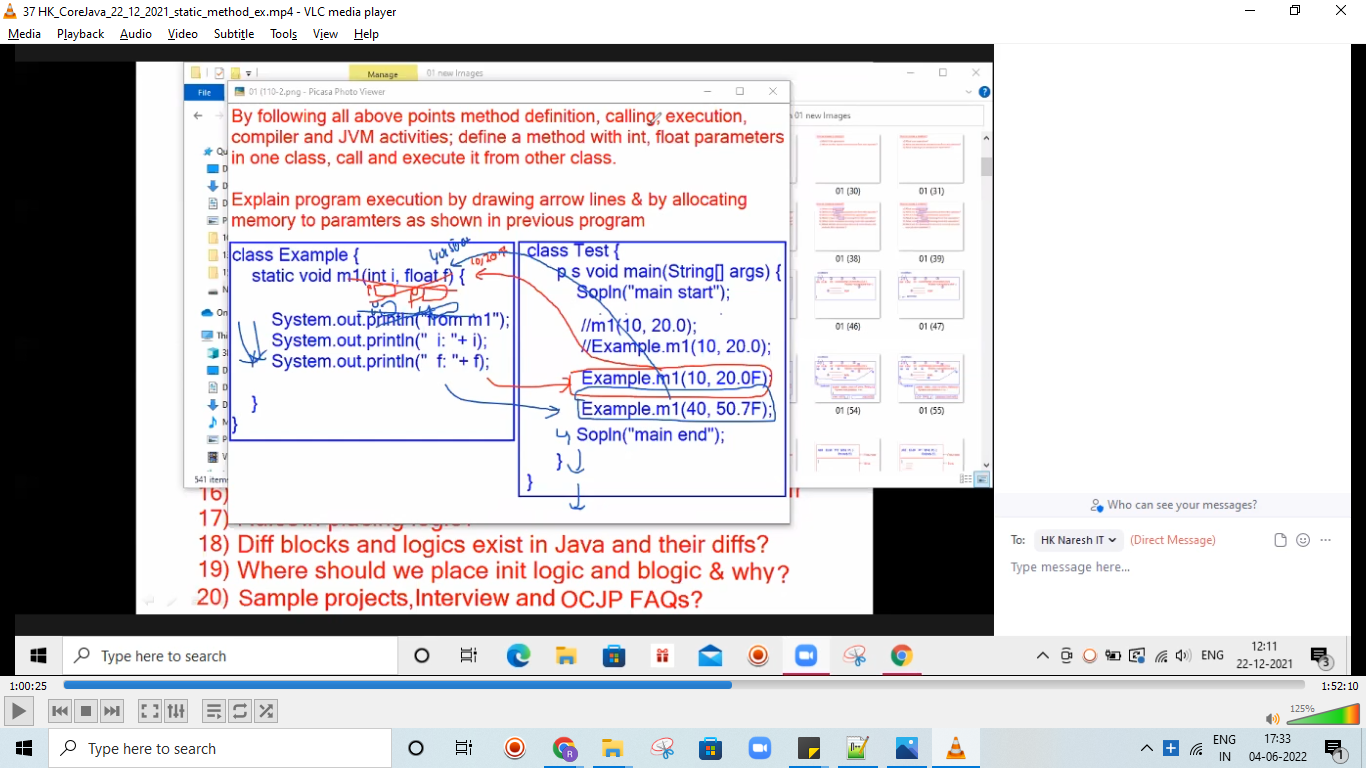 37 HK_CoreJava_22_12_2021_static_method_ex.mp4 - VLC media player
Media Playback Audio Video Subtitle Tools View Help
Manage 01 new Images
File
01 (110-2.png - Picasa Photo Viewer
01 new Images
By following all above points method definition, calling, execution,
compiler and JVM activities; define a method with int, float parameters
in one class, call and execute it from other class.
Explain program execution by drawing arrow lines & by allocating
memory to paramters as shown in previous program
class Example {
static void m1(int i, float f) {
System.out.println("from m1");
System.out.println(" i: "+ i);
System.out.println(" f: "+ f);
}
}
class Test {
p s void main(String[] args) {
Sopln("main start");
//m1(10, 20.0);
//Example.m1(10, 20.0);
Example.m1(10, 20.0F);
Example.m1(40, 50.7F);
Sopln("main end");
}
}
01 (30) 01 (31)
01 (38) 01 (39)
01 (46) 01 (47)
01 (54) 01 (55)
541 items
16)
17)
18) Diff blocks and logics exist in Java and their diffs?
19) Where should we place init logic and blogic & why?
20) Sample projects,Interview and OCJP FAQs?
Who can see your messages?
To: HK Naresh IT (Direct Message)
Type message here...
Type here to search
ENG
12:11
22-12-2021
3
1:00:25
1:52:10
125%
Type here to search
ENG
IN
17:33
04-06-2022
1